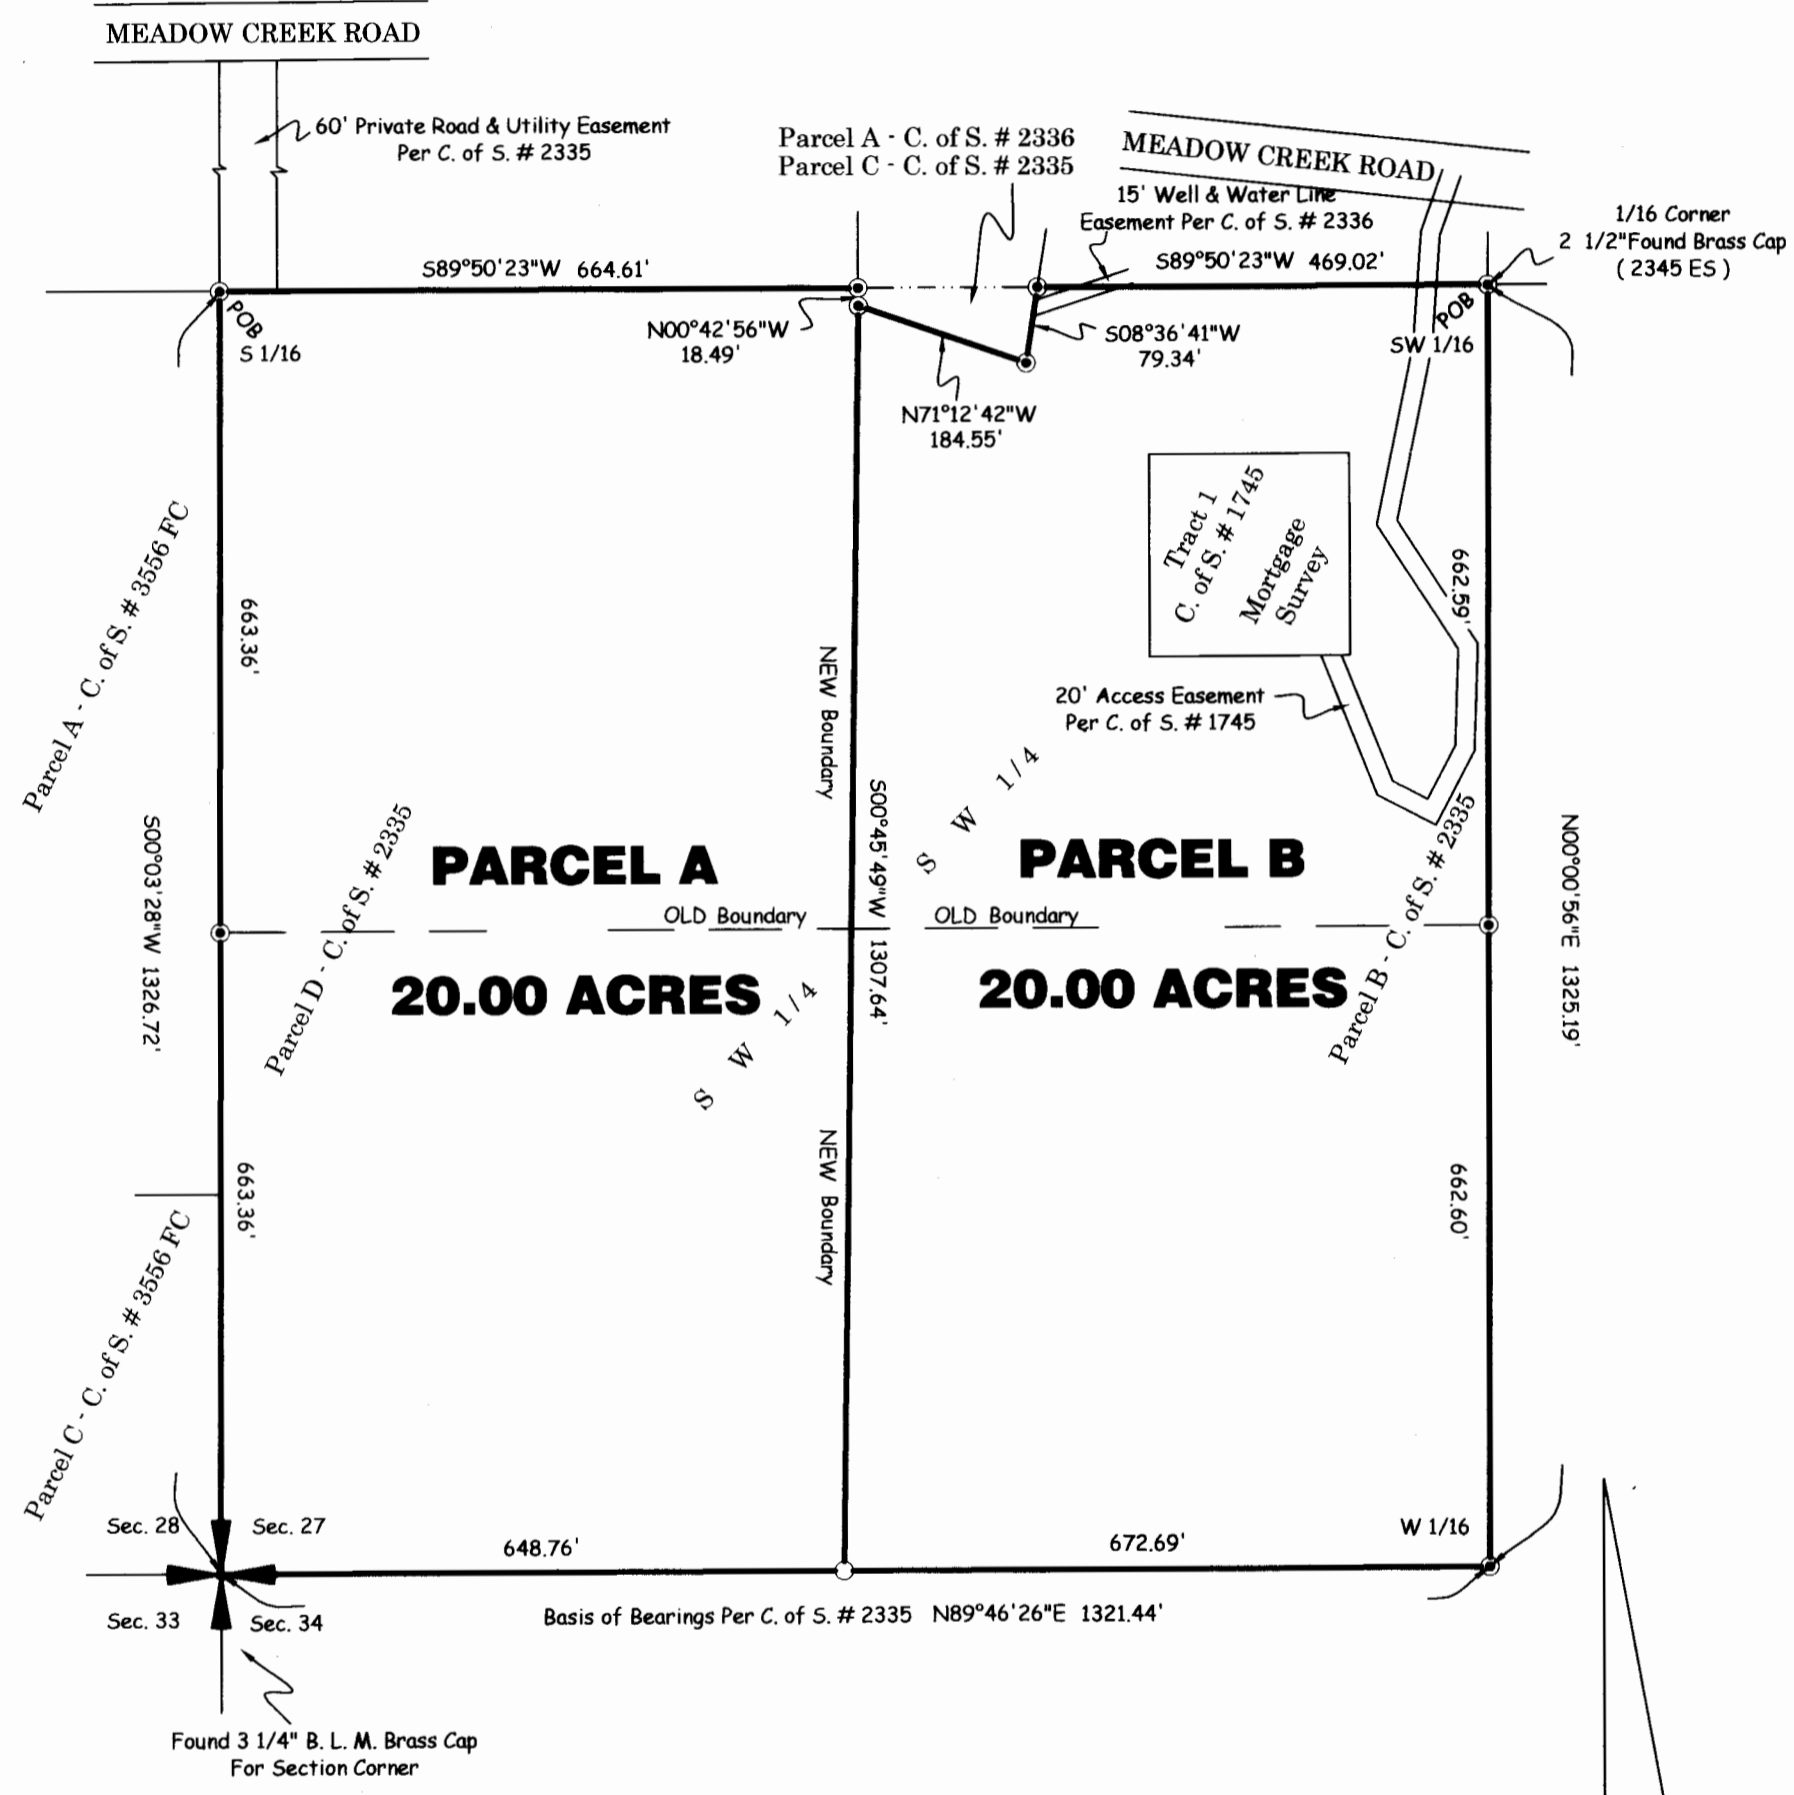 MEADOW CREEK ROAD
60' Private Road & Utility Easement
Per C. of S. # 2335
Parcel A - C. of S. # 2336
Parcel C - C. of S. # 2335
MEADOW CREEK ROAD
15' Well & Water Line
Easement Per C. of S. # 2336
1/16 Corner
2 1/2"Found Brass Cap
( 2345 ES )
S89°50'23"W 664.61'
S89°50'23"W 469.02'
POB
S 1/16
N00°42'56"W
18.49'
S08°36'41"W
79.34'
POB
SW 1/16
N71°12'42"W
184.55'
Tract 1
C. of S. # 1745
Mortgage
Survey
Parcel A - C. of S. # 3556 FC
663.36'
662.59'
NEW Boundary
20' Access Easement
Per C. of S. # 1745
S W 1/4
S00°03'28"W 1326.72'
Parcel D - C. of S. # 2335
PARCEL A
S00°45'49"W 1307.64'
PARCEL B
Parcel B - C. of S. # 2335
N00°00'56"E 1325.19'
OLD Boundary
OLD Boundary
20.00 ACRES
20.00 ACRES
S W 1/4
NEW Boundary
663.36'
662.60'
Parcel C - C. of S. # 3556 FC
Sec. 28
Sec. 27
648.76'
672.69'
W 1/16
Sec. 33
Sec. 34
Basis of Bearings Per C. of S. # 2335 N89°46'26"E 1321.44'
Found 3 1/4" B. L. M. Brass Cap
For Section Corner